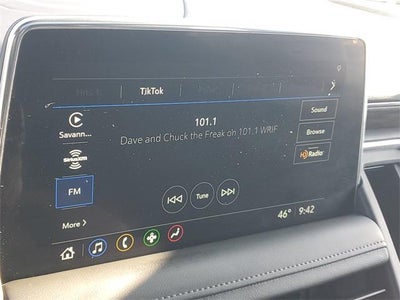 TikTok
101.1
Dave and Chuck the Freak on 101.1 WRIF
Savann...
SiriusXM
FM
More >
Tune
Sound
Browse
HD Radio
46° 9:42